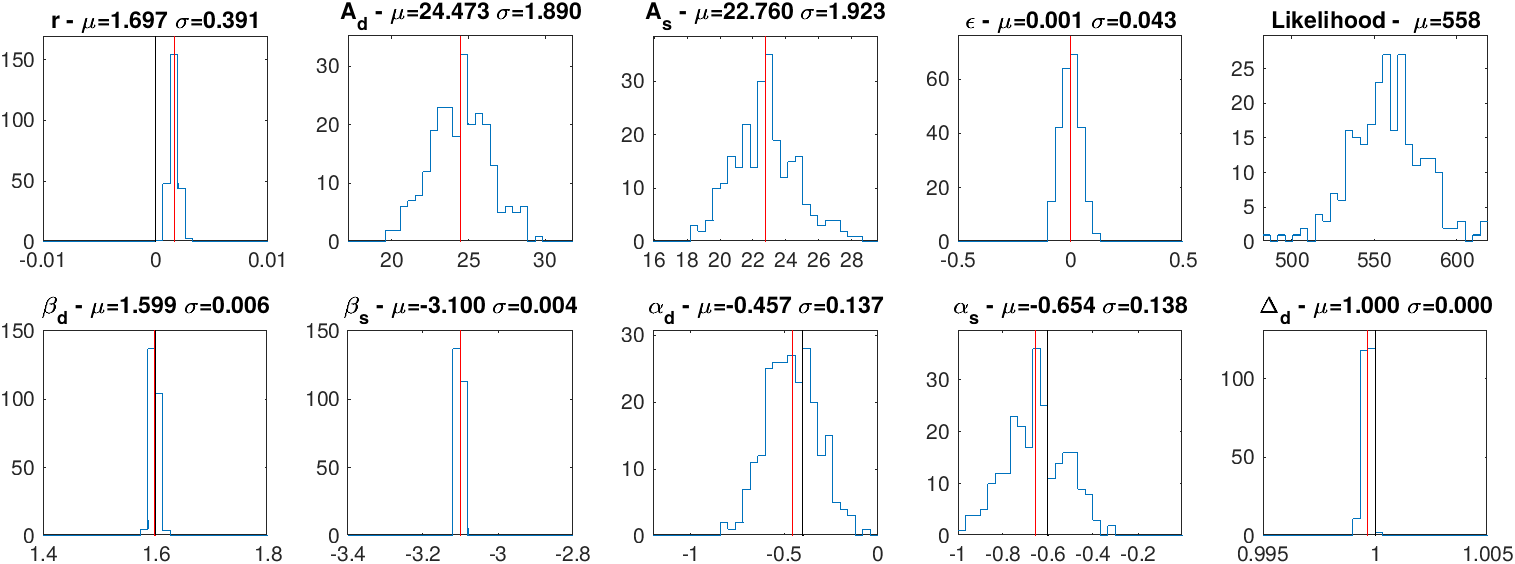 r - μ=1.697 σ=0.391
150
100
50
0
-0.01 0 0.01
A_d - μ=24.473 σ=1.890
30
20
10
0
20 25 30
A_s - μ=22.760 σ=1.923
30
20
10
0
16 18 20 22 24 26 28
ϵ - μ=0.001 σ=0.043
60
40
20
0
-0.5 0 0.5
Likelihood - μ=558
25
20
15
10
5
0
500 550 600
β_d - μ=1.599 σ=0.006
150
100
50
0
1.4 1.6 1.8
β_s - μ=-3.100 σ=0.004
150
100
50
0
-3.4 -3.2 -3 -2.8
α_d - μ=-0.457 σ=0.137
30
20
10
0
-1 -0.5 0
α_s - μ=-0.654 σ=0.138
30
20
10
0
-1 -0.8 -0.6 -0.4 -0.2
Δ_d - μ=1.000 σ=0.000
100
50
0
0.995 1 1.005